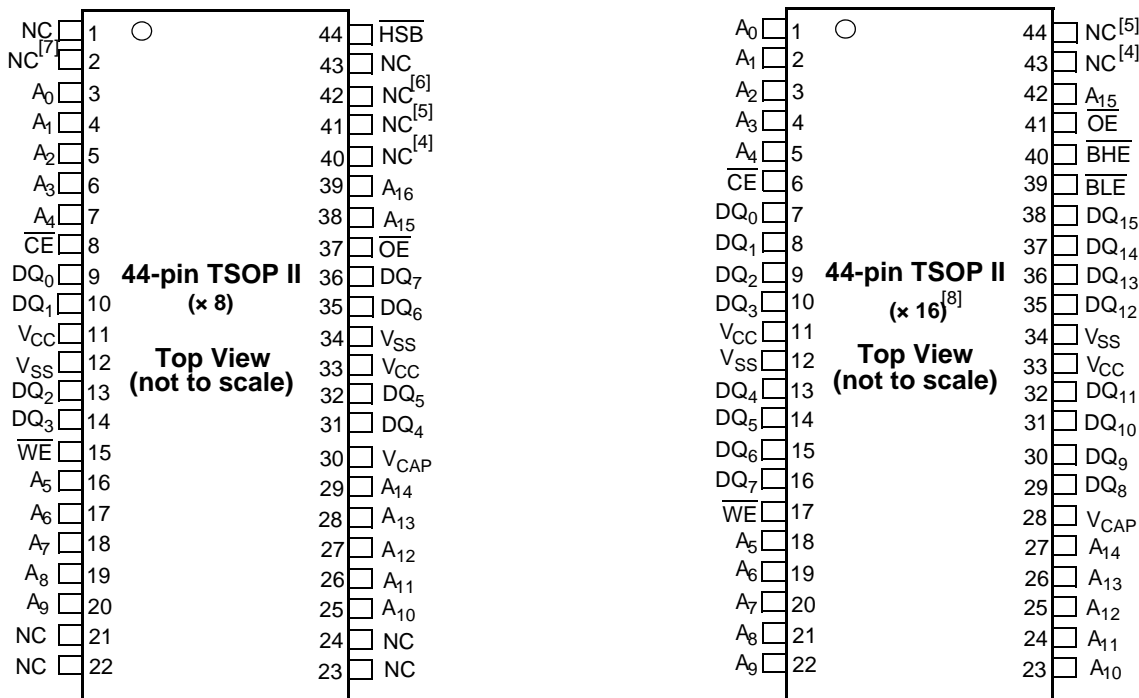 NC 1 44 H̅S̅B̅
NC[7] 2 43 NC
A0 3 42 NC[6]
A1 4 41 NC[5]
A2 5 40 NC[4]
A3 6 39 A16
A4 7 38 A15
C̅E̅ 8 37 O̅E̅
DQ0 9 36 DQ7
DQ1 10 35 DQ6
VCC 11 34 VSS
VSS 12 33 VCC
DQ2 13 32 DQ5
DQ3 14 31 DQ4
W̅E̅ 15 30 VCAP
A5 16 29 A14
A6 17 28 A13
A7 18 27 A12
A8 19 26 A11
A9 20 25 A10
NC 21 24 NC
NC 22 23 NC
44-pin TSOP II
(× 8)
Top View
(not to scale)
A0 1 44 NC[5]
A1 2 43 NC[4]
A2 3 42 A15
A3 4 41 O̅E̅
A4 5 40 B̅H̅E̅
C̅E̅ 6 39 B̅L̅E̅
DQ0 7 38 DQ15
DQ1 8 37 DQ14
DQ2 9 36 DQ13
DQ3 10 35 DQ12
VCC 11 34 VSS
VSS 12 33 VCC
DQ4 13 32 DQ11
DQ5 14 31 DQ10
DQ6 15 30 DQ9
DQ7 16 29 DQ8
W̅E̅ 17 28 VCAP
A5 18 27 A14
A6 19 26 A13
A7 20 25 A12
A8 21 24 A11
A9 22 23 A10
44-pin TSOP II
(× 16)[8]
Top View
(not to scale)